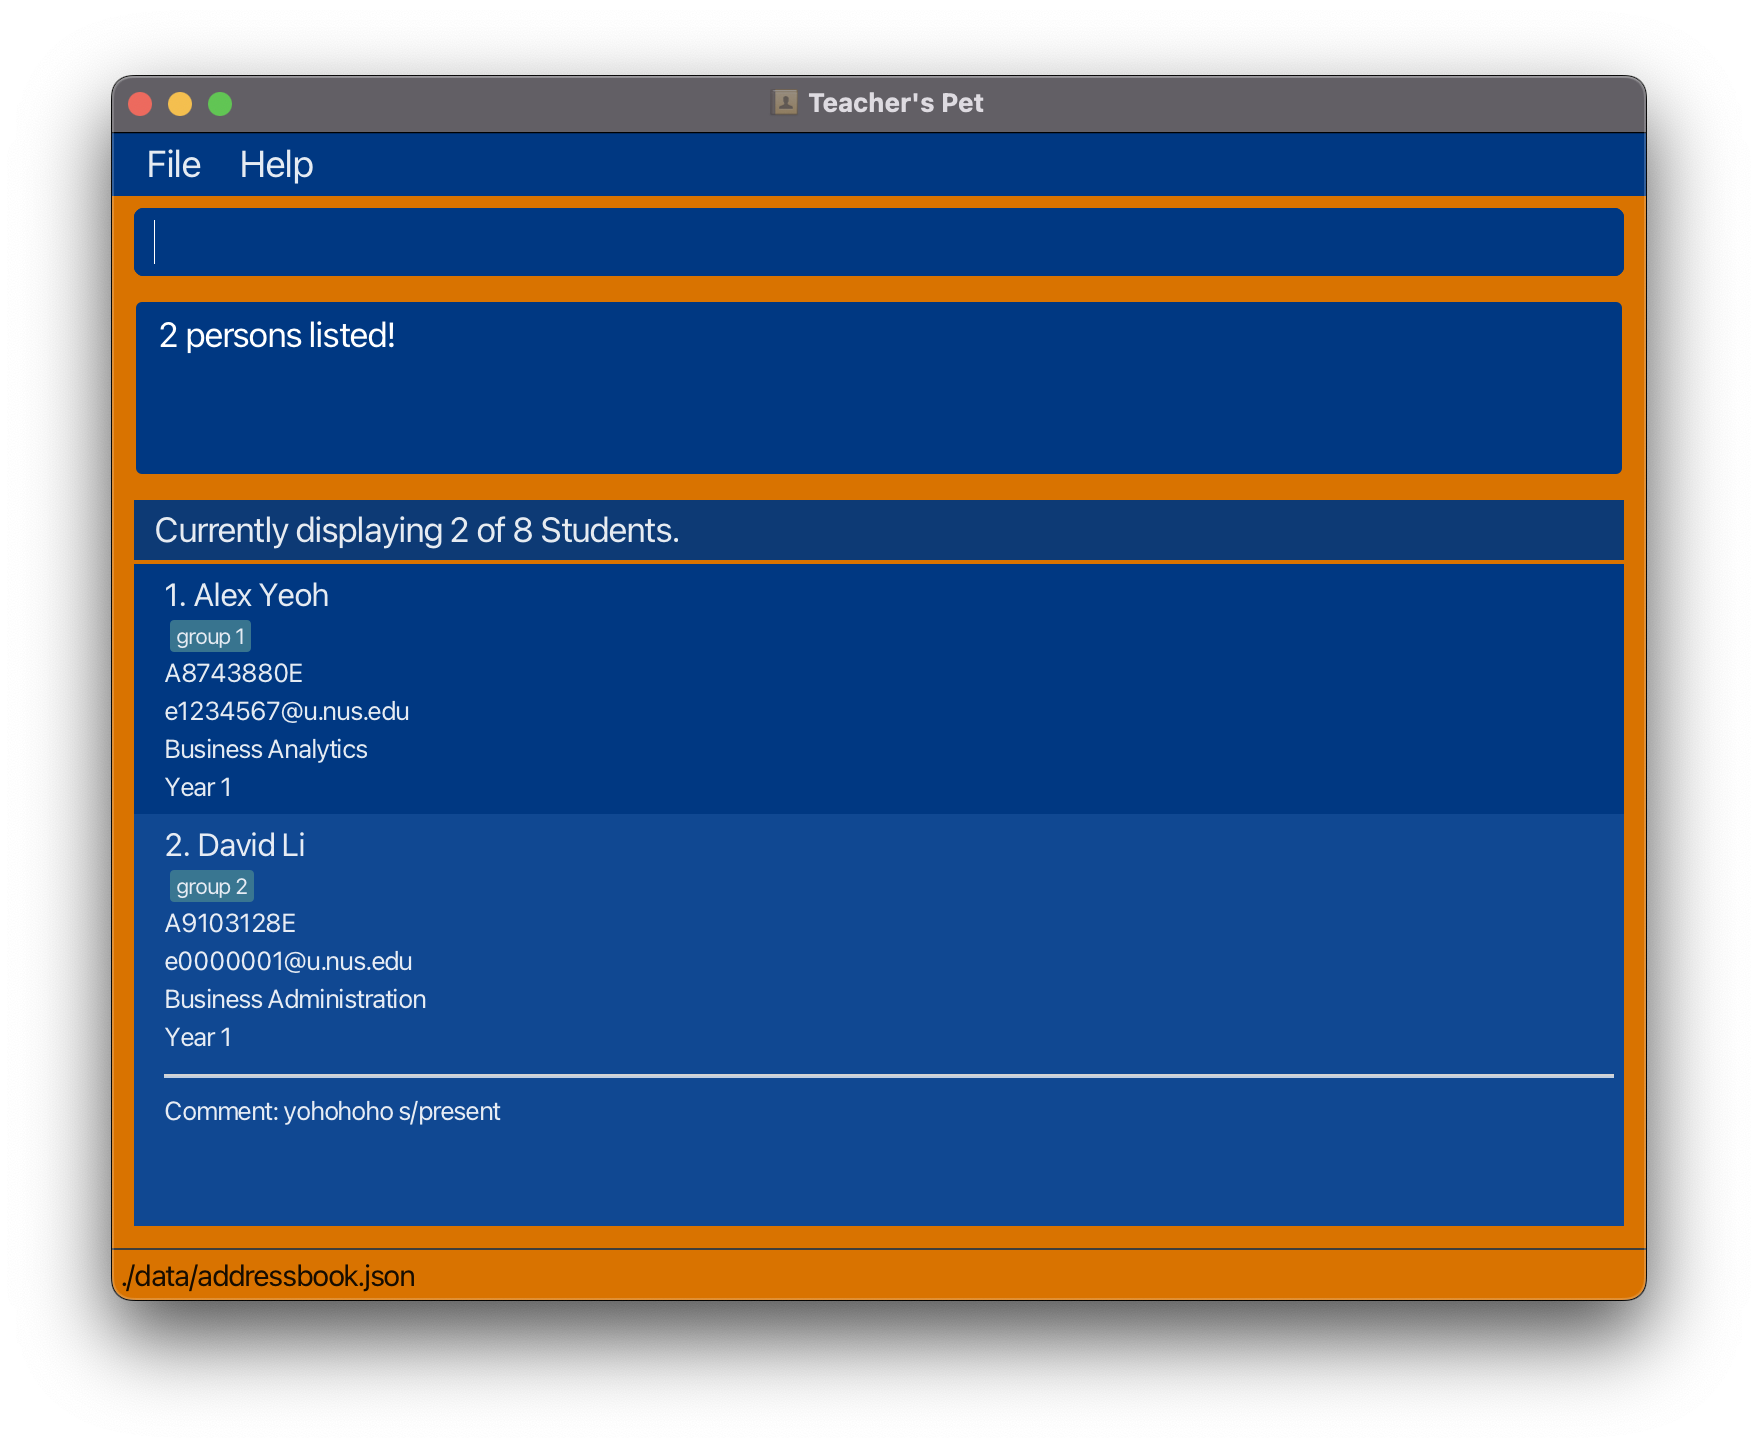 Teacher's Pet
File Help
2 persons listed!
Currently displaying 2 of 8 Students.
1. Alex Yeoh
group 1
A8743880E
e1234567@u.nus.edu
Business Analytics
Year 1
2. David Li
group 2
A9103128E
e0000001@u.nus.edu
Business Administration
Year 1
Comment: yohohoho s/present
./data/addressbook.json